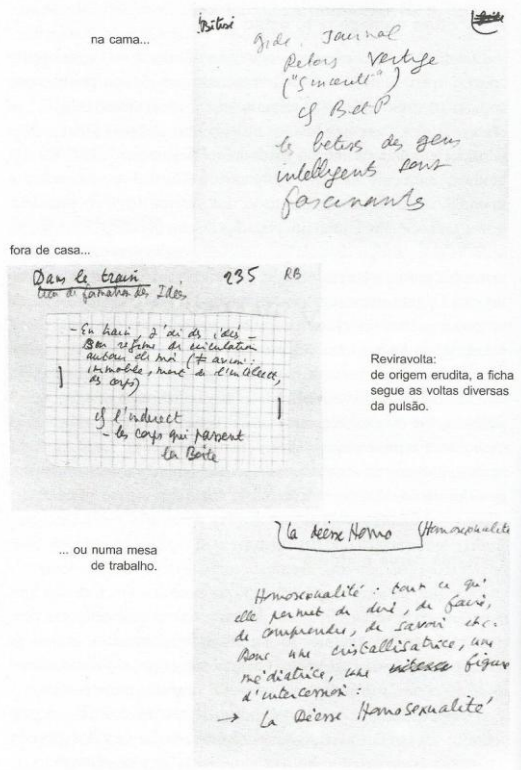 na cama...
Bêtise
Gide. Journal
Retors Vertige
("Sincérité")
cf B et P
les bêtises des gens
intelligents sont
fascinantes
fora de casa...
Dans le train 235 RB
lieu de formation des Idées
- En train, j'ai des idées
régime de circulation
autour de moi (≠ avion :
immobile, mort de l'intellect,
des corps)
cf l'indirect
- les corps qui passent
la Boîte
Reviravolta:
de origem erudita, a ficha
segue as voltas diversas
da pulsão.
... ou numa mesa
de trabalho.
La Déesse Homo Homosexualité
Homosexualité : tout ce qu'
elle permet de dire, de faire,
de comprendre, de savoir etc.
Donc une cristallisatrice, une
médiatrice, une figure
d'intercession :
→ La Déesse Homosexualité